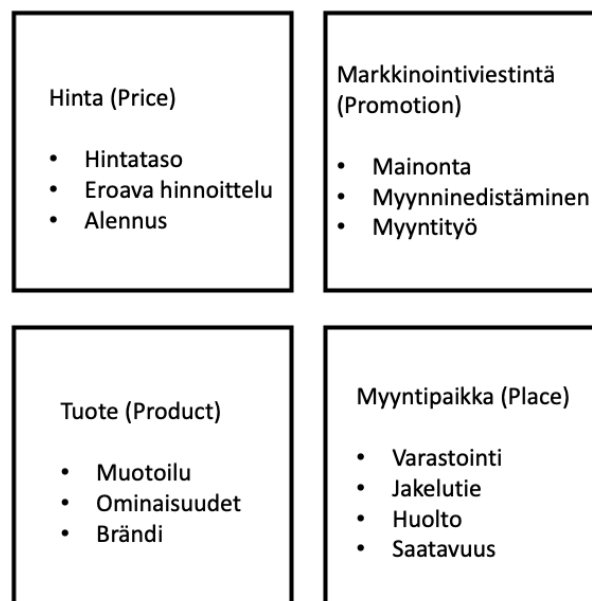 Hinta (Price)
• Hintataso
• Eroava hinnoittelu
• Alennus
Markkinointiviestintä
(Promotion)
• Mainonta
• Myynninedistäminen
• Myyntityö
Tuote (Product)
• Muotoilu
• Ominaisuudet
• Brändi
Myyntipaikka (Place)
• Varastointi
• Jakelutie
• Huolto
• Saatavuus